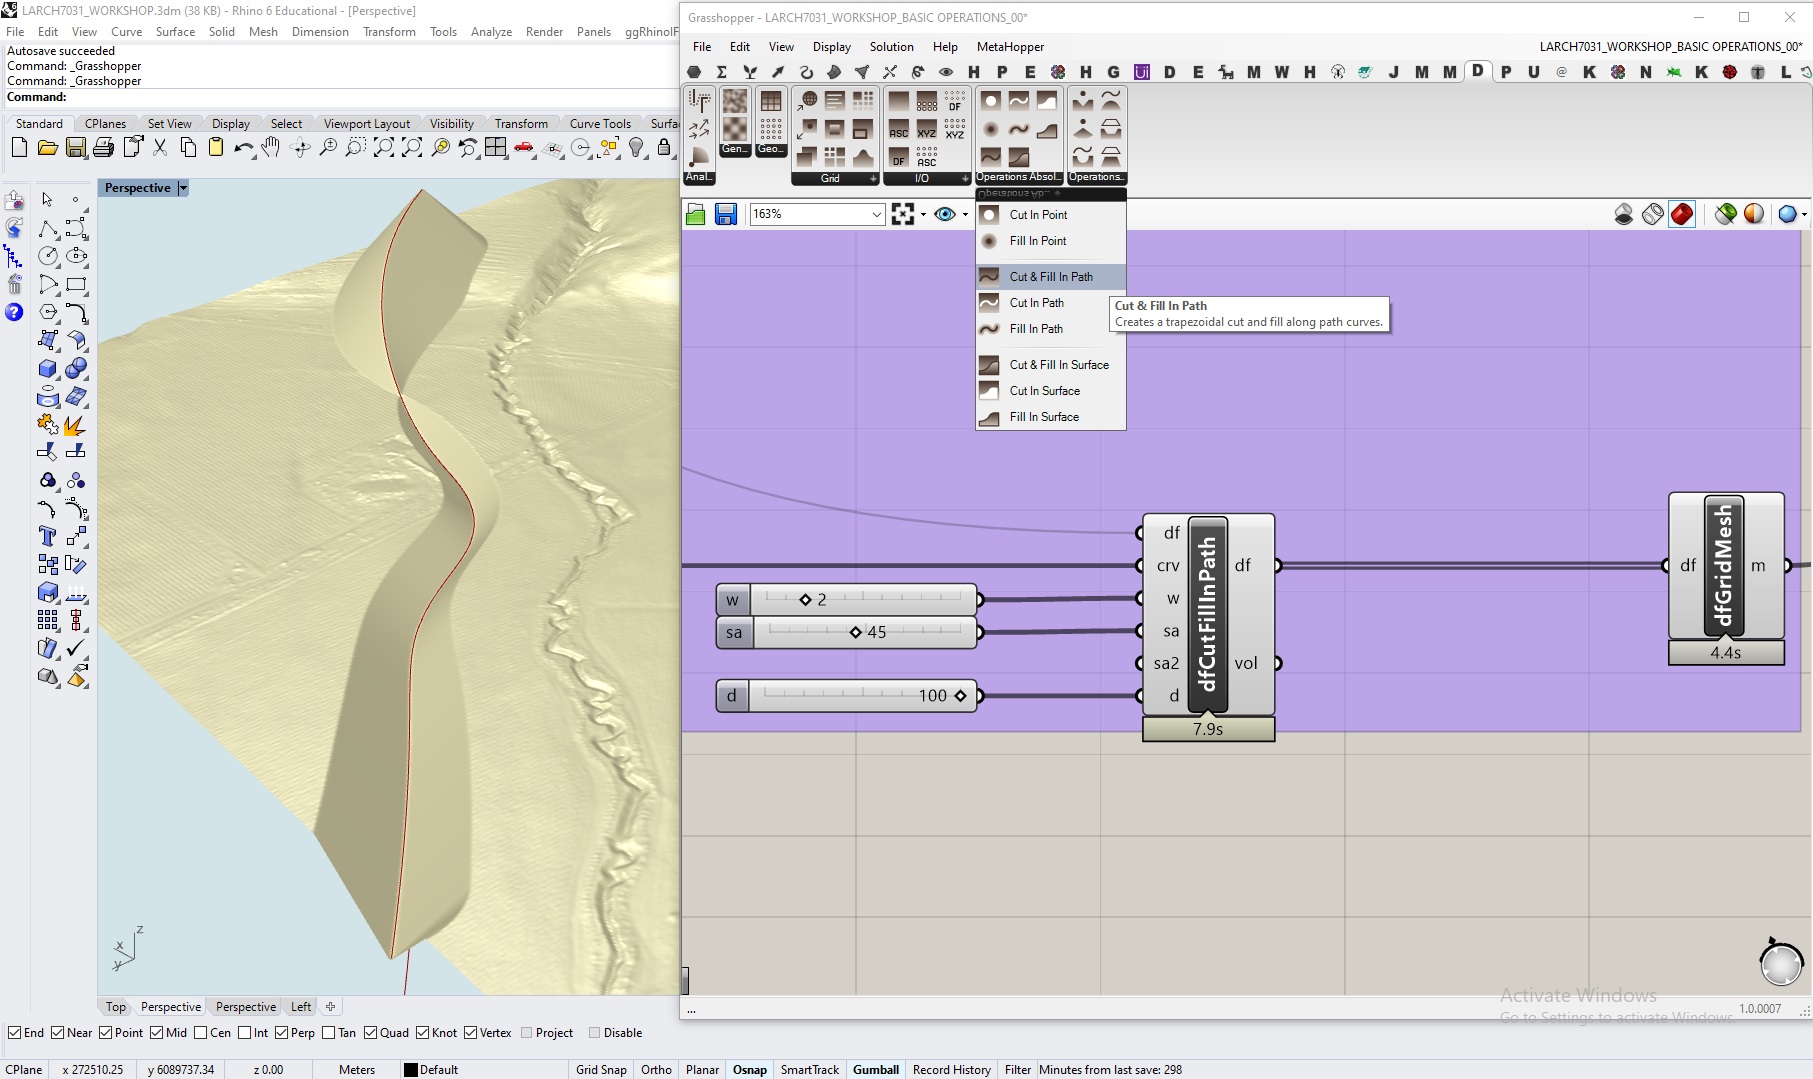 LARCH7031_WORKSHOP.3dm (38 KB) - Rhino 6 Educational - [Perspective]
File Edit View Curve Surface Solid Mesh Dimension Transform Tools Analyze Render Panels ggRhinoIF
Autosave succeeded
Command: _Grasshopper
Command: _Grasshopper
Command:
Standard CPlanes Set View Display Select Viewport Layout Visibility Transform Curve Tools Surfa
Perspective
z
x
y
Top Perspective Perspective Left
End Near Point Mid Cen Int Perp Tan Quad Knot Vertex Project Disable
CPlane x 272510.25 y 6089737.34 z 0.00 Meters Default Grid Snap Ortho Planar Osnap SmartTrack Gumball Record History Filter Minutes from last save: 298
Grasshopper - LARCH7031_WORKSHOP_BASIC OPERATIONS_00*
File Edit View Display Solution Help MetaHopper
LARCH7031_WORKSHOP_BASIC OPERATIONS_00*
H P E H G Ui D E M W H J M M D P U @ K N K L
DF
ASC XYZ XYZ
DF ASC
Anal... Gen... Geo... Grid I/O Operations Absol... Operations...
163%
Cut In Point
Fill In Point
Cut & Fill In Path
Cut In Path
Fill In Path
Cut & Fill In Surface
Cut In Surface
Fill In Surface
Cut & Fill In Path
Creates a trapezoidal cut and fill along path curves.
w 2
sa 45
d 100
df
crv
w
sa
sa2
d
dfCutFillInPath
df
vol
7.9s
df
dfGridMesh
m
4.4s
Activate Windows
Go to Settings to activate Windows.
...
1.0.0007